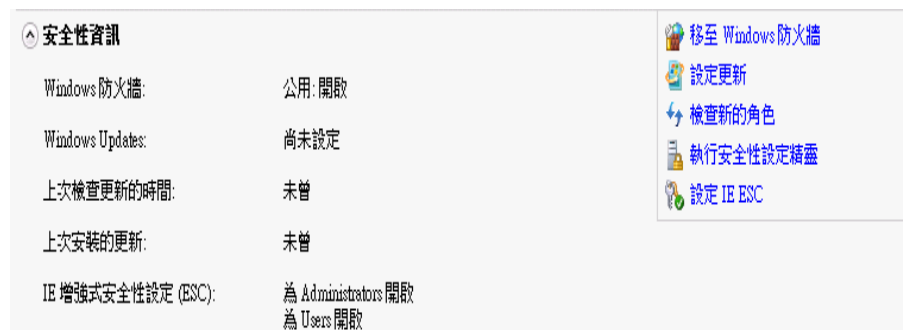 安全性資訊
Windows 防火牆: 公用: 開啟
Windows Updates: 尚未設定
上次檢查更新的時間: 未曾
上次安裝的更新: 未曾
IE 增強式安全性設定 (ESC): 為 Administrators 開啟
為 Users 開啟
移至 Windows 防火牆
設定更新
檢查新的角色
執行安全性設定精靈
設定 IE ESC